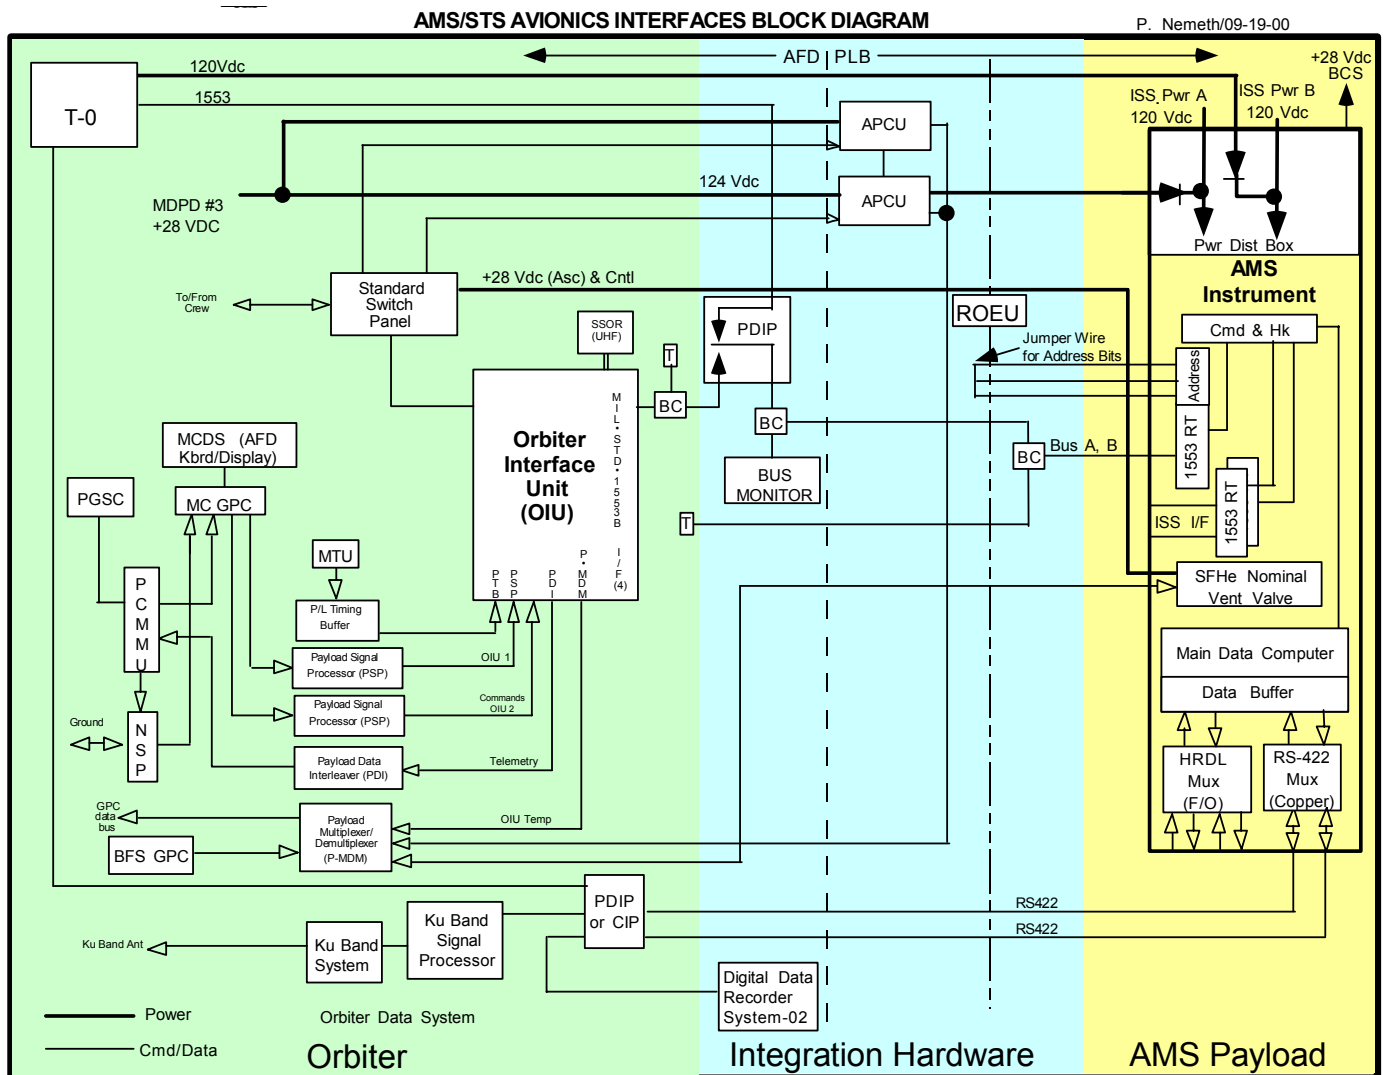 AMS/STS AVIONICS INTERFACES BLOCK DIAGRAM
P. Nemeth/09-19-00
AFD PLB
+28 Vdc
BCS
120Vdc
1553
T-0
ISS Pwr A
120 Vdc
ISS Pwr B
120 Vdc
APCU
124 Vdc
APCU
MDPD #3
+28 VDC
Pwr Dist Box
AMS
Instrument
+28 Vdc (Asc) & Cntl
Standard
Switch
Panel
To/From
Crew
SSOR
(UHF)
PDIP
ROEU
Cmd & Hk
Jumper Wire
for Address Bits
T
Address
BC
MIL•STD•1553B I/F (4)
Orbiter
Interface
Unit
(OIU)
BC
1553 RT
Bus A, B
BC
MCDS (AFD
Kbrd/Display)
BUS
MONITOR
PGSC
MC GPC
T
ISS I/F
1553 RT
MTU
PTB
PSP
PDI
P•MDM
PCMMU
P/L Timing
Buffer
SFHe Nominal
Vent Valve
Payload Signal
Processor (PSP)
OIU 1
Main Data Computer
Data Buffer
Payload Signal
Processor (PSP)
Commands
OIU 2
Ground
NSP
Payload Data
Interleaver (PDI)
Telemetry
HRDL
Mux
(F/O)
RS-422
Mux
(Copper)
GPC
data
bus
Payload
Multiplexer/
Demultiplexer
(P-MDM)
OIU Temp
BFS GPC
PDIP
or CIP
RS422
RS422
Ku Band
Signal
Processor
Ku Band Ant
Ku Band
System
Digital Data
Recorder
System-02
Power
Orbiter Data System
Cmd/Data
Orbiter
Integration Hardware
AMS Payload